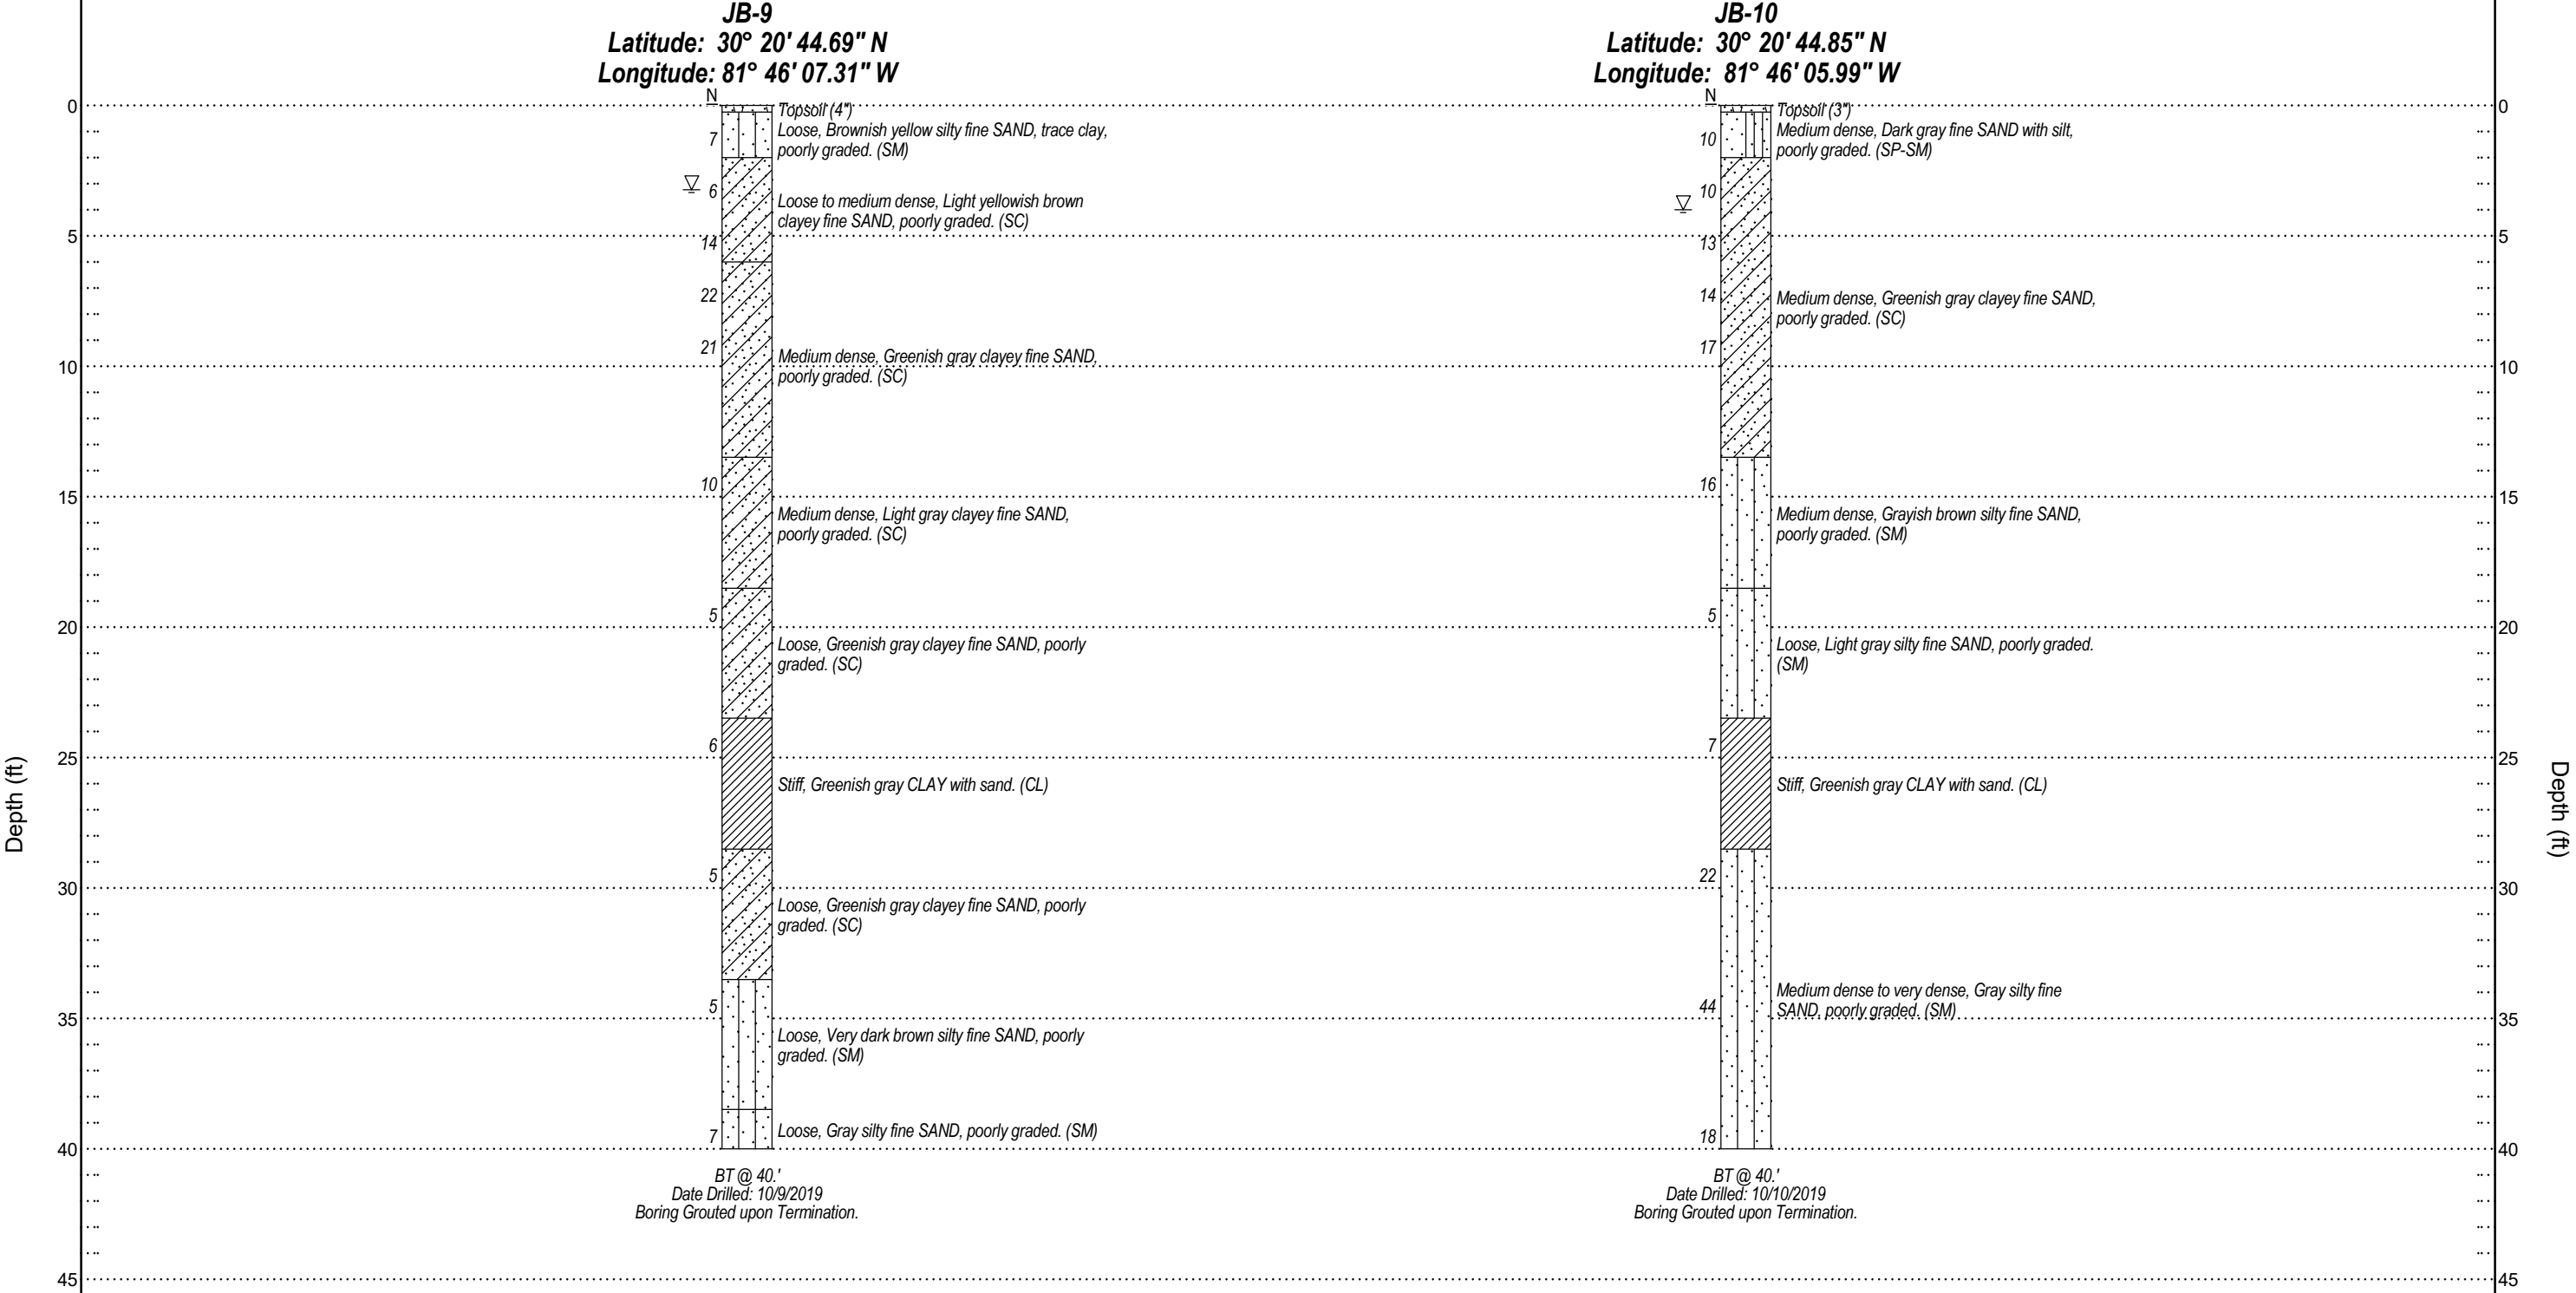 JB-9
Latitude: 30° 20' 44.69" N
Longitude: 81° 46' 07.31" W
N
Topsoil (4")
7
Loose, Brownish yellow silty fine SAND, trace clay,
poorly graded. (SM)
6
Loose to medium dense, Light yellowish brown
clayey fine SAND, poorly graded. (SC)
14
22
21
Medium dense, Greenish gray clayey fine SAND,
poorly graded. (SC)
10
Medium dense, Light gray clayey fine SAND,
poorly graded. (SC)
5
Loose, Greenish gray clayey fine SAND, poorly
graded. (SC)
6
Stiff, Greenish gray CLAY with sand. (CL)
5
Loose, Greenish gray clayey fine SAND, poorly
graded. (SC)
5
Loose, Very dark brown silty fine SAND, poorly
graded. (SM)
7
Loose, Gray silty fine SAND, poorly graded. (SM)
BT @ 40.'
Date Drilled: 10/9/2019
Boring Grouted upon Termination.
JB-10
Latitude: 30° 20' 44.85" N
Longitude: 81° 46' 05.99" W
N
Topsoil (3")
10
Medium dense, Dark gray fine SAND with silt,
poorly graded. (SP-SM)
10
13
14
Medium dense, Greenish gray clayey fine SAND,
poorly graded. (SC)
17
16
Medium dense, Grayish brown silty fine SAND,
poorly graded. (SM)
5
Loose, Light gray silty fine SAND, poorly graded.
(SM)
7
Stiff, Greenish gray CLAY with sand. (CL)
22
44
Medium dense to very dense, Gray silty fine
SAND, poorly graded. (SM)
18
BT @ 40.'
Date Drilled: 10/10/2019
Boring Grouted upon Termination.
0
5
10
15
20
25
30
35
40
45
Depth (ft)
0
5
10
15
20
25
30
35
40
45
Depth (ft)